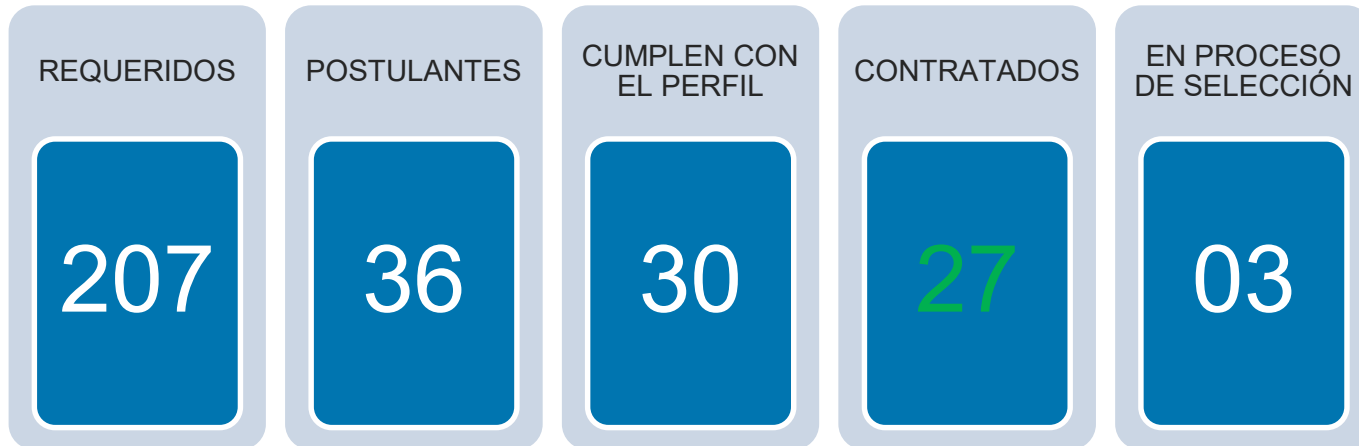 REQUERIDOS
207
POSTULANTES
36
CUMPLEN CON
EL PERFIL
30
CONTRATADOS
27
EN PROCESO
DE SELECCIÓN
03